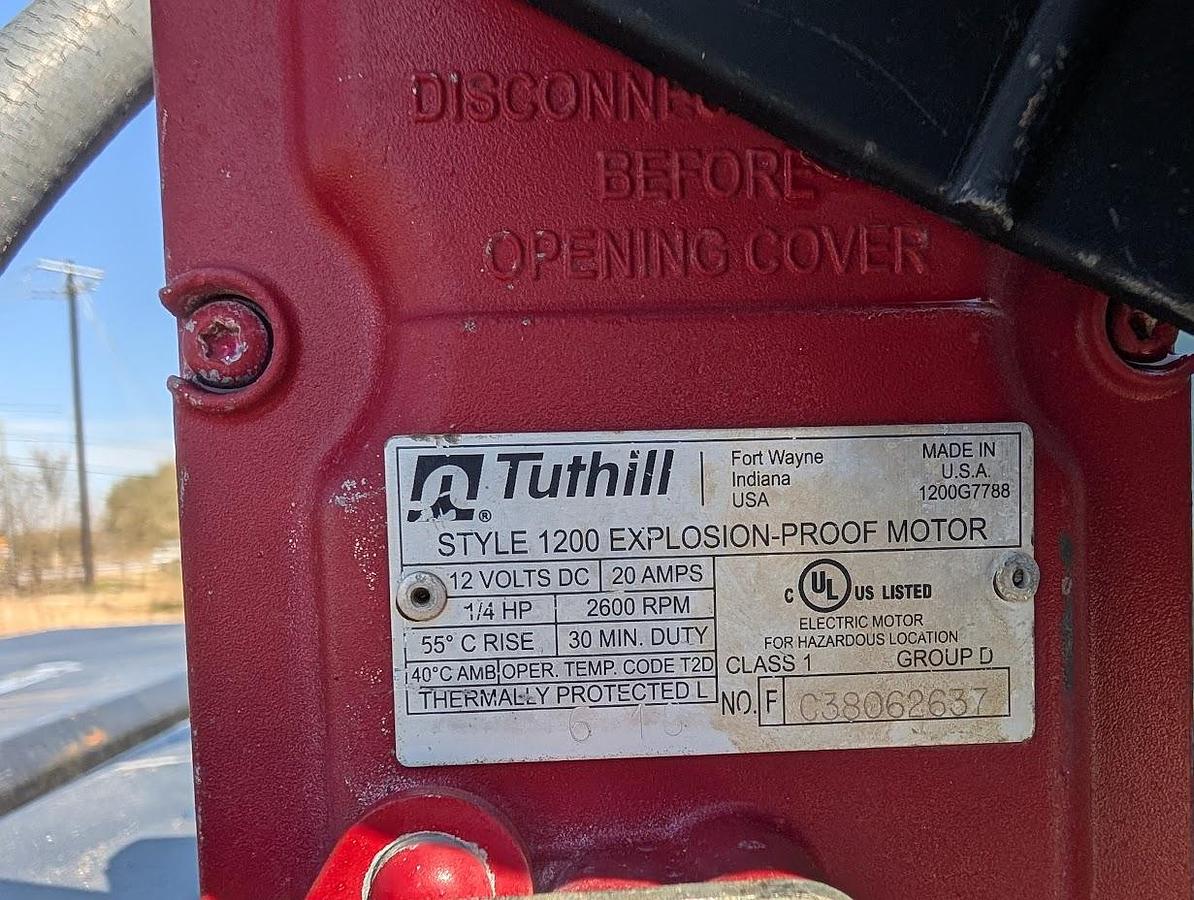 DISCONNE
BEFORE
OPENING COVER
Tuthill
®
Fort Wayne
Indiana
USA
MADE IN
U.S.A.
1200G7788
STYLE 1200 EXPLOSION-PROOF MOTOR
12 VOLTS DC 20 AMPS
1/4 HP 2600 RPM
55° C RISE 30 MIN. DUTY
40°C AMB OPER. TEMP. CODE T2D
THERMALLY PROTECTED L
C UL US LISTED
ELECTRIC MOTOR
FOR HAZARDOUS LOCATION
CLASS 1 GROUP D
NO. F C38062637